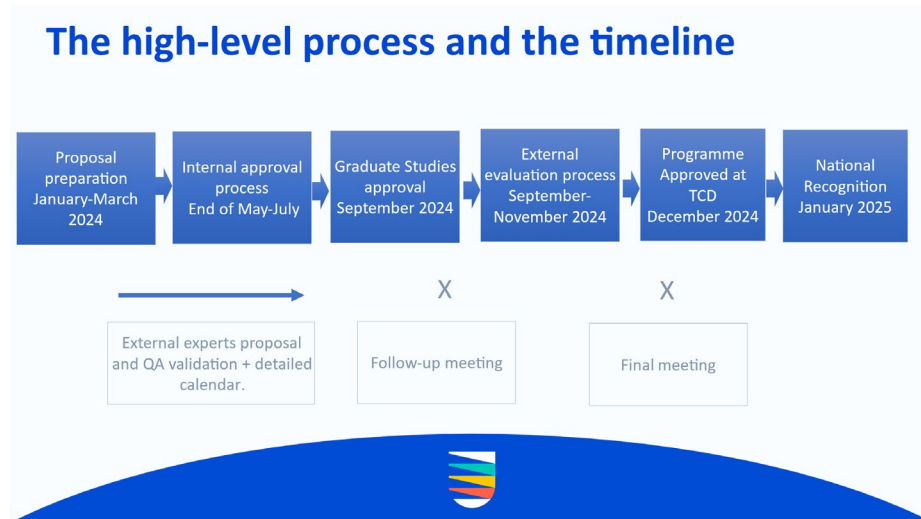 The high-level process and the timeline
Proposal
preparation
January-March
2024
Internal approval
process
End of May-July
Graduate Studies
approval
September 2024
External
evaluation process
September-
November 2024
Programme
Approved at
TCD
December 2024
National
Recognition
January 2025
X
X
External experts proposal
and QA validation + detailed
calendar.
Follow-up meeting
Final meeting